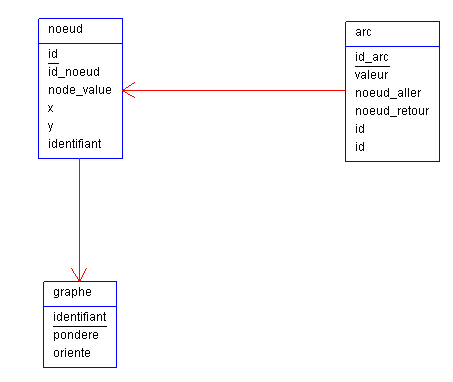 noeud
id
id_noeud
node_value
x
y
identifiant
arc
id_arc
valeur
noeud_aller
noeud_retour
id
id
graphe
identifiant
pondere
oriente